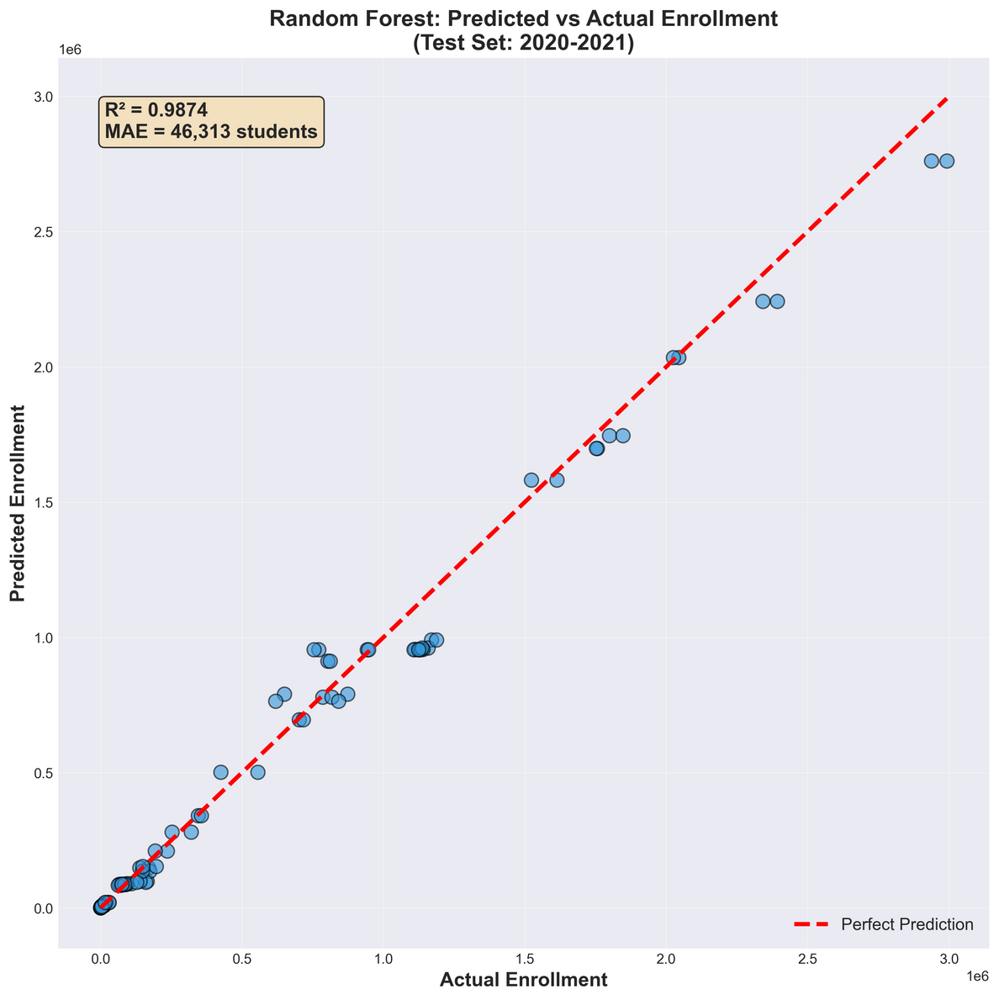 Random Forest: Predicted vs Actual Enrollment
(Test Set: 2020-2021)
1e6
R² = 0.9874
MAE = 46,313 students
3.0
2.5
2.0
1.5
1.0
0.5
0.0
Predicted Enrollment
Perfect Prediction
0.0 0.5 1.0 1.5 2.0 2.5 3.0
Actual Enrollment
1e6